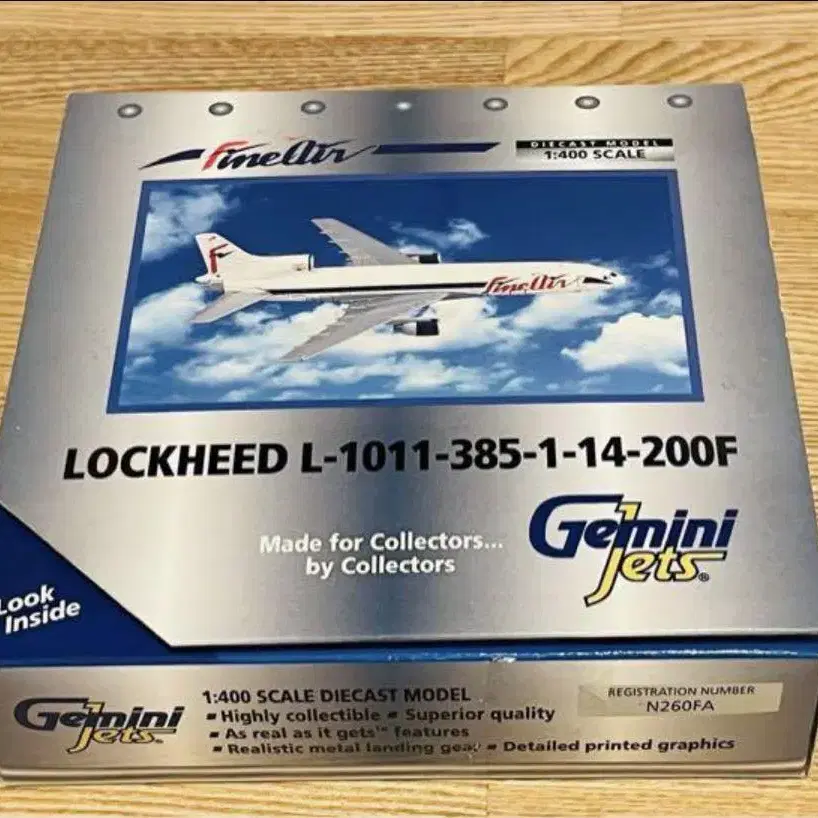 FineAir
DIECAST MODEL
1:400 SCALE
F
FineAir
LOCKHEED L-1011-385-1-14-200F
Made for Collectors...
by Collectors
Gemini
Jets®
Look
Inside
Gemini
Jets
1:400 SCALE DIECAST MODEL
Highly collectible Superior quality
As real as it gets™ features
Realistic metal landing gear Detailed printed graphics
REGISTRATION NUMBER
N260FA